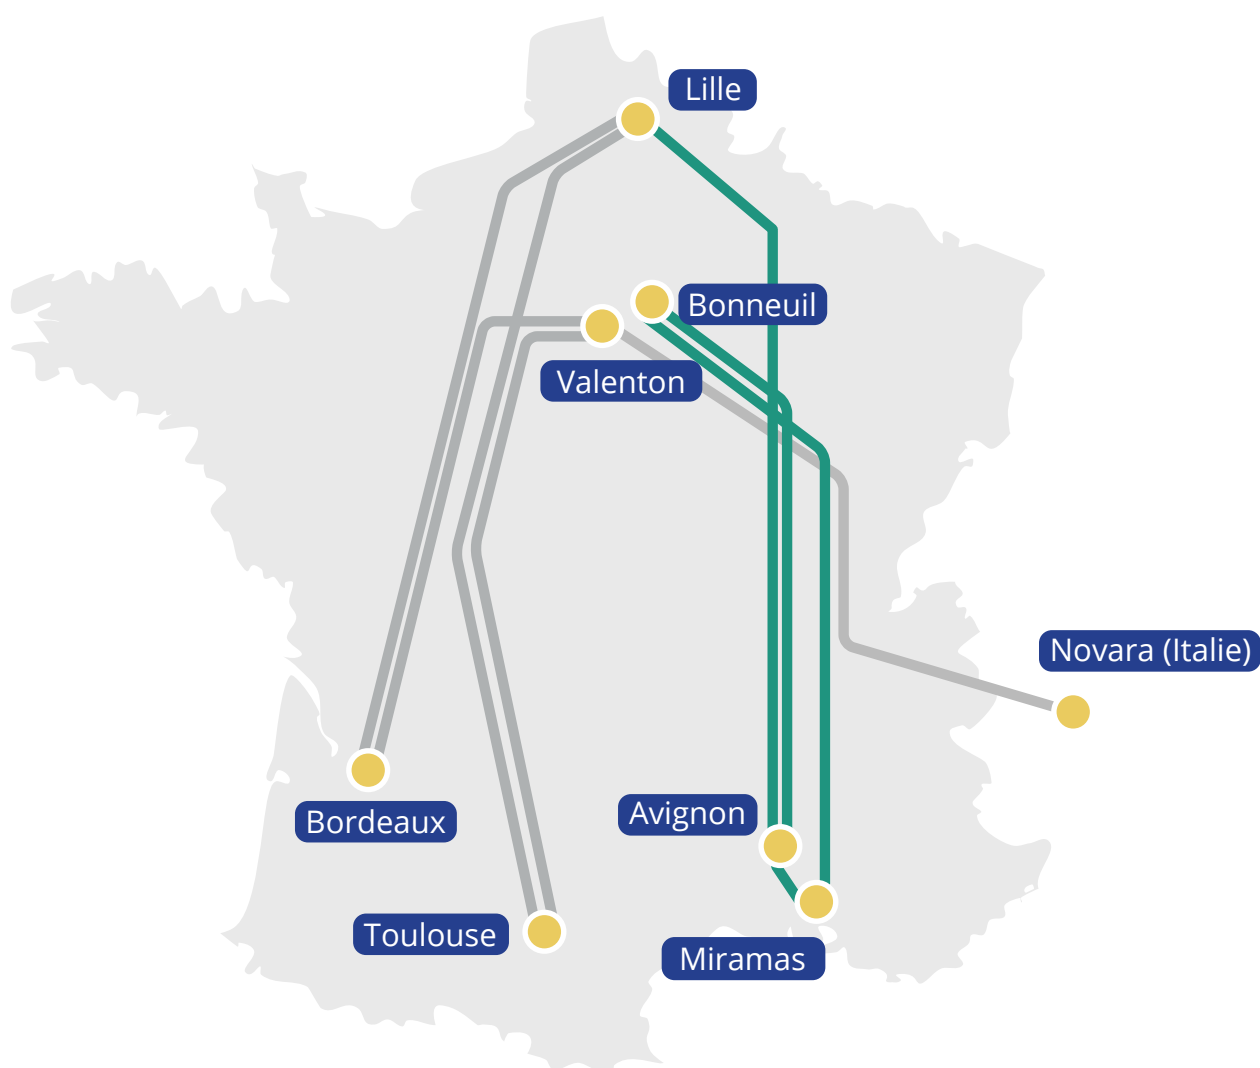 Lille
Bonneuil
Valenton
Novara (Italie)
Avignon
Bordeaux
Toulouse
Miramas